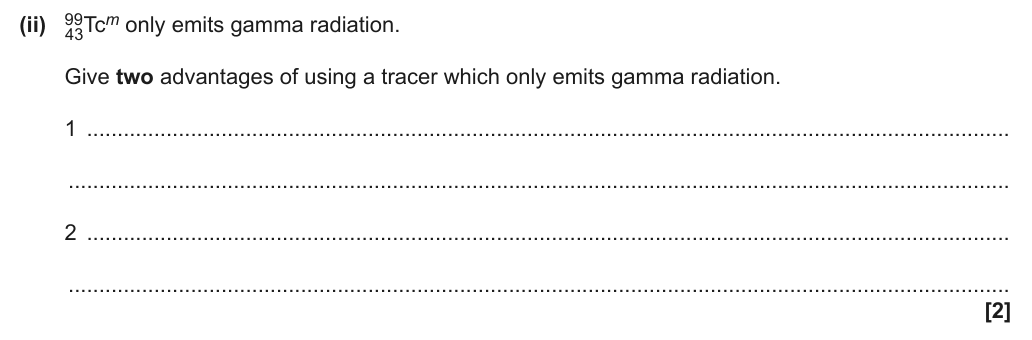 (ii) ⁹⁹₄₃Tcᵐ only emits gamma radiation.
Give two advantages of using a tracer which only emits gamma radiation.
1 ..........................................................................................................................................................
..............................................................................................................................................................
2 ..........................................................................................................................................................
..............................................................................................................................................................
[2]